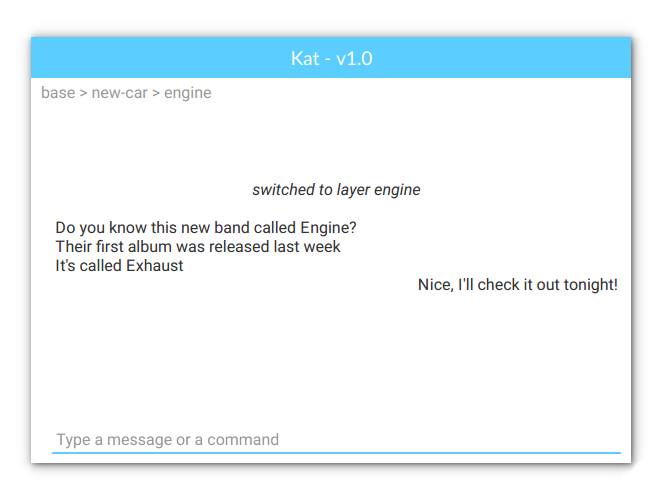 Kat - v1.0
base > new-car > engine
switched to layer engine
Do you know this new band called Engine?
Their first album was released last week
It's called Exhaust
Nice, I'll check it out tonight!
Type a message or a command